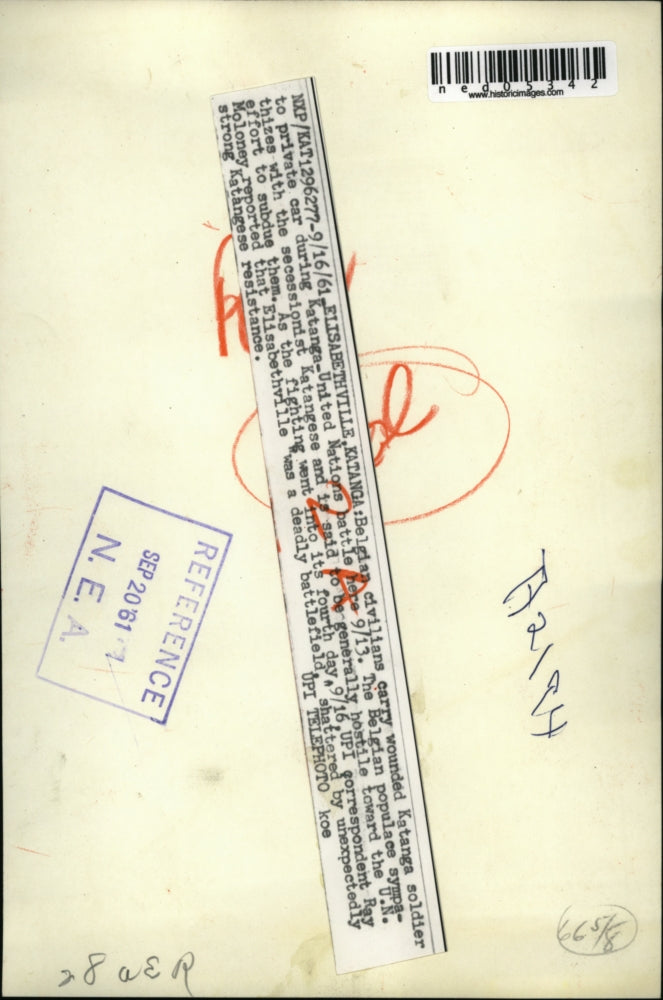 ned05342
www.historicimages.com
NXP/KAT1296277-9/16/61-ELISABETHVILLE,KATANGA:Belgian civilians carry wounded Katanga soldier
to private car during Katanga-United Nations battle here 9/13. The Belgian populace sympa-
thizes with the secessionist Katangese and is said to be generally hostile toward the U.N.
effort to subdue them. As the fighting went into its fourth day, 9/16, UPI correspondent Ray
Moloney reported that Elisabethville was a deadly battlefield, shattered by unexpectedly
strong Katangese resistance. UPI TELEPHOTO koe
2 A
REFERENCE
SEP 20 '61
N. E. A.
66 5/8